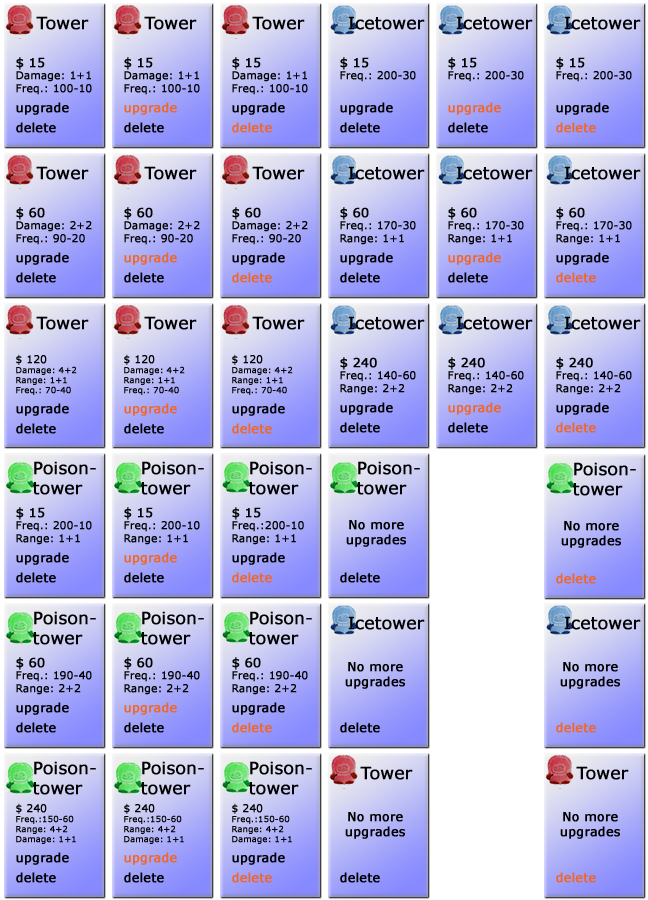 Tower
$ 15
Damage: 1+1
Freq.: 100-10
upgrade
delete
Tower
$ 15
Damage: 1+1
Freq.: 100-10
upgrade
delete
Tower
$ 15
Damage: 1+1
Freq.: 100-10
upgrade
delete
Icetower
$ 15
Freq.: 200-30
upgrade
delete
Icetower
$ 15
Freq.: 200-30
upgrade
delete
Icetower
$ 15
Freq.: 200-30
upgrade
delete
Tower
$ 60
Damage: 2+2
Freq.: 90-20
upgrade
delete
Tower
$ 60
Damage: 2+2
Freq.: 90-20
upgrade
delete
Tower
$ 60
Damage: 2+2
Freq.: 90-20
upgrade
delete
Icetower
$ 60
Freq.: 170-30
Range: 1+1
upgrade
delete
Icetower
$ 60
Freq.: 170-30
Range: 1+1
upgrade
delete
Icetower
$ 60
Freq.: 170-30
Range: 1+1
upgrade
delete
Tower
$ 120
Damage: 4+2
Range: 1+1
Freq.: 70-40
upgrade
delete
Tower
$ 120
Damage: 4+2
Range: 1+1
Freq.: 70-40
upgrade
delete
Tower
$ 120
Damage: 4+2
Range: 1+1
Freq.: 70-40
upgrade
delete
Icetower
$ 240
Freq.: 140-60
Range: 2+2
upgrade
delete
Icetower
$ 240
Freq.: 140-60
Range: 2+2
upgrade
delete
Icetower
$ 240
Freq.: 140-60
Range: 2+2
upgrade
delete
Poison-
tower
$ 15
Freq.: 200-10
Range: 1+1
upgrade
delete
Poison-
tower
$ 15
Freq.: 200-10
Range: 1+1
upgrade
delete
Poison-
tower
$ 15
Freq.:200-10
Range: 1+1
upgrade
delete
Poison-
tower
No more
upgrades
delete
Poison-
tower
No more
upgrades
delete
Poison-
tower
$ 60
Freq.: 190-40
Range: 2+2
upgrade
delete
Poison-
tower
$ 60
Freq.: 190-40
Range: 2+2
upgrade
delete
Poison-
tower
$ 60
Freq.: 190-40
Range: 2+2
upgrade
delete
Icetower
No more
upgrades
delete
Icetower
No more
upgrades
delete
Poison-
tower
$ 240
Freq.:150-60
Range: 4+2
Damage: 1+1
upgrade
delete
Poison-
tower
$ 240
Freq.:150-60
Range: 4+2
Damage: 1+1
upgrade
delete
Poison-
tower
$ 240
Freq.:150-60
Range: 4+2
Damage: 1+1
upgrade
delete
Tower
No more
upgrades
delete
Tower
No more
upgrades
delete